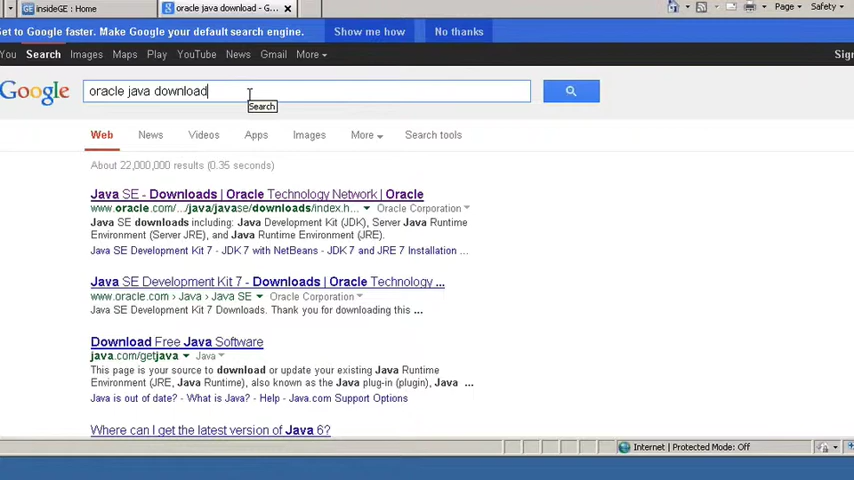 insideGE : Home
oracle java download - G...
Page
Safety
et to Google faster. Make Google your default search engine.
Show me how
No thanks
You Search Images Maps Play YouTube News Gmail More
Sign
Google
oracle java download
Search
Web News Videos Apps Images More Search tools
About 22,000,000 results (0.35 seconds)
Java SE - Downloads | Oracle Technology Network | Oracle
www.oracle.com/.../java/javase/downloads/index.h... Oracle Corporation
Java SE downloads including: Java Development Kit (JDK), Server Java Runtime
Environment (Server JRE), and Java Runtime Environment (JRE).
Java SE Development Kit 7 - JDK 7 with NetBeans - JDK 7 and JRE 7 Installation ...
Java SE Development Kit 7 - Downloads | Oracle Technology ...
www.oracle.com › Java › Java SE Oracle Corporation
Java SE Development Kit 7 Downloads. Thank you for downloading this ...
Download Free Java Software
java.com/getjava Java
This page is your source to download or update your existing Java Runtime
Environment (JRE, Java Runtime), also known as the Java plug-in (plugin), Java ...
Java is out of date? - What is Java? - Help - Java.com Support Options
Where can I get the latest version of Java 6?
Internet | Protected Mode: Off